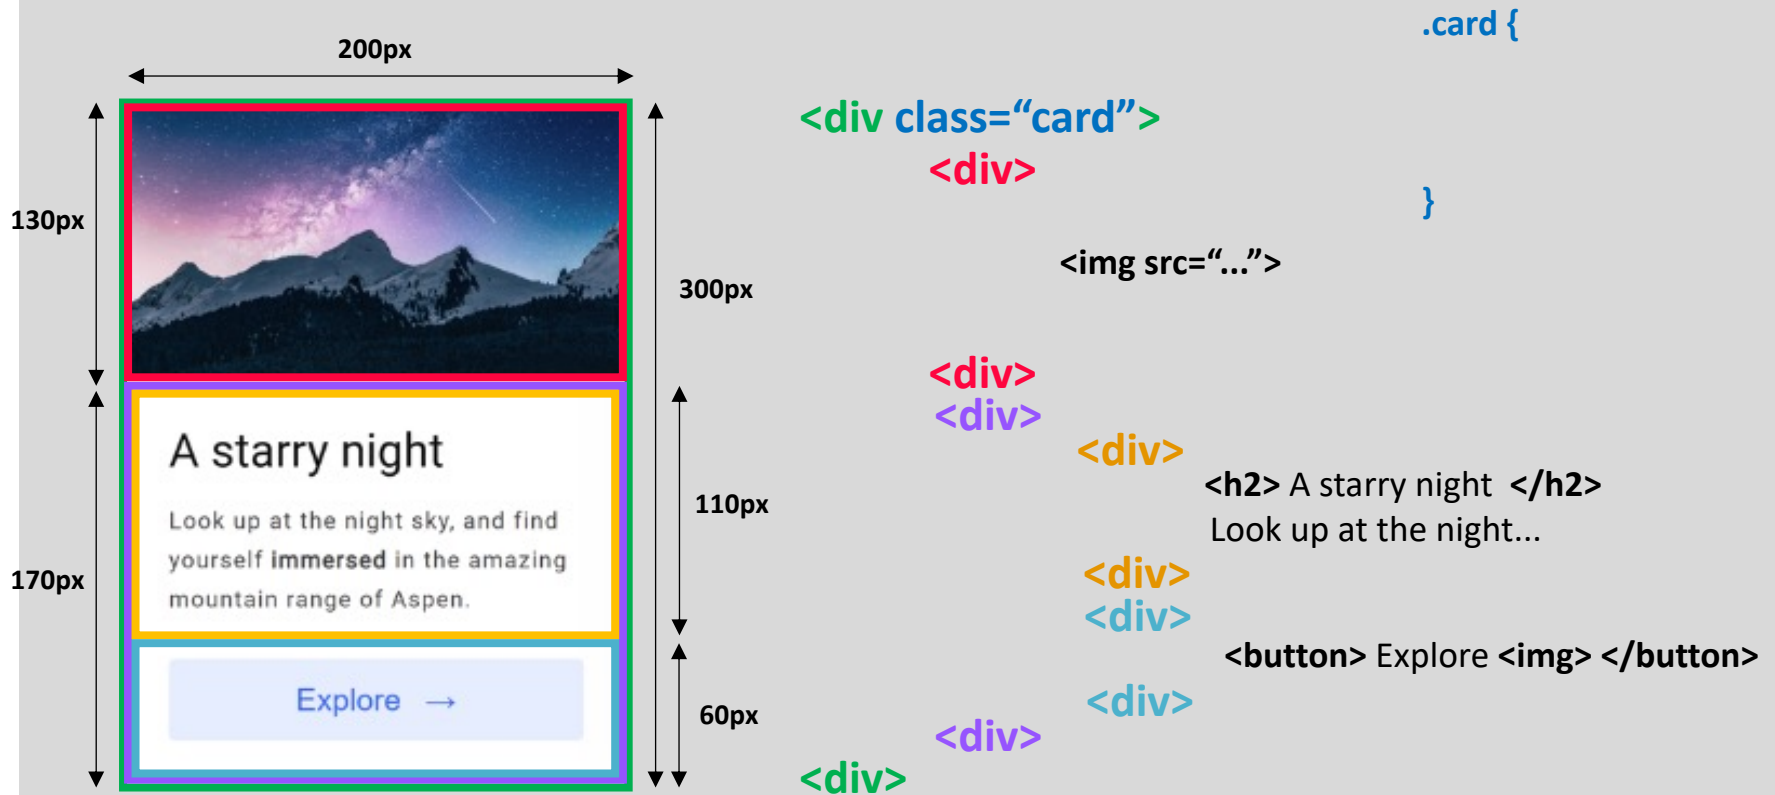 .card {
200px
<div class=“card”>
<div>
}
130px
<img src=“...”>
300px
<div>
<div>
<div>
A starry night
<h2> A starry night </h2>
110px
Look up at the night sky, and find
Look up at the night...
yourself immersed in the amazing
170px
<div>
mountain range of Aspen.
<div>
<button> Explore <img> </button>
Explore →
<div>
60px
<div>
<div>